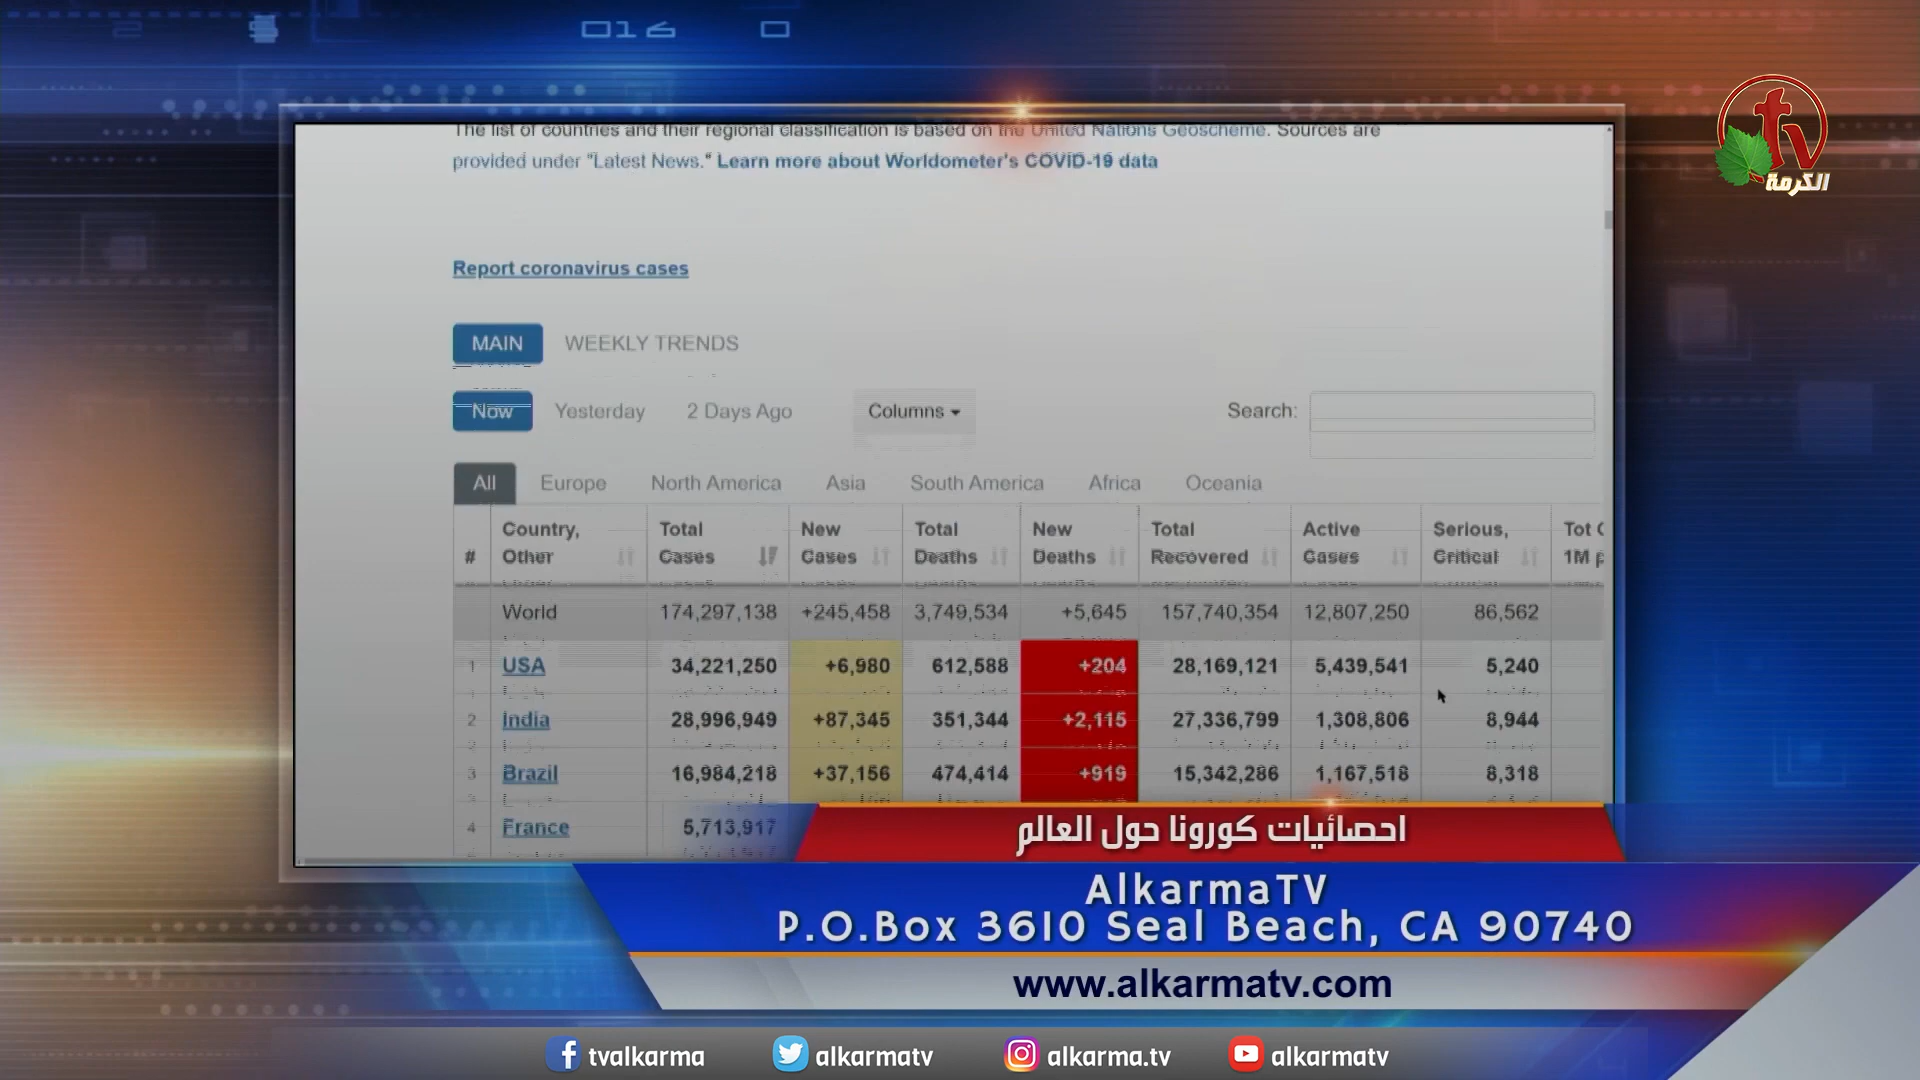 016 0
tv
الكرمة
The list of countries and their regional classification is based on the United Nations Geoscheme. Sources are
provided under "Latest News." Learn more about Worldometer's COVID-19 data
Report coronavirus cases
MAIN WEEKLY TRENDS
Now Yesterday 2 Days Ago Columns Search:
All Europe North America Asia South America Africa Oceania
# Country, Other Total Cases New Cases Total Deaths New Deaths Total Recovered Active Cases Serious, Critical Tot 1M
World 174,297,138 +245,458 3,749,534 +5,645 157,740,354 12,807,250 86,562
1 USA 34,221,250 +6,980 612,588 +204 28,169,121 5,439,541 5,240
2 India 28,996,949 +87,345 351,344 +2,115 27,336,799 1,308,806 8,944
3 Brazil 16,984,218 +37,156 474,414 +919 15,342,286 1,167,518 8,318
4 France 5,713,917
احصائيات كورونا حول العالم
AlkarmaTV
P.O.Box 3610 Seal Beach, CA 90740
www.alkarmatv.com
tvalkarma alkarmatv alkarma.tv alkarmatv